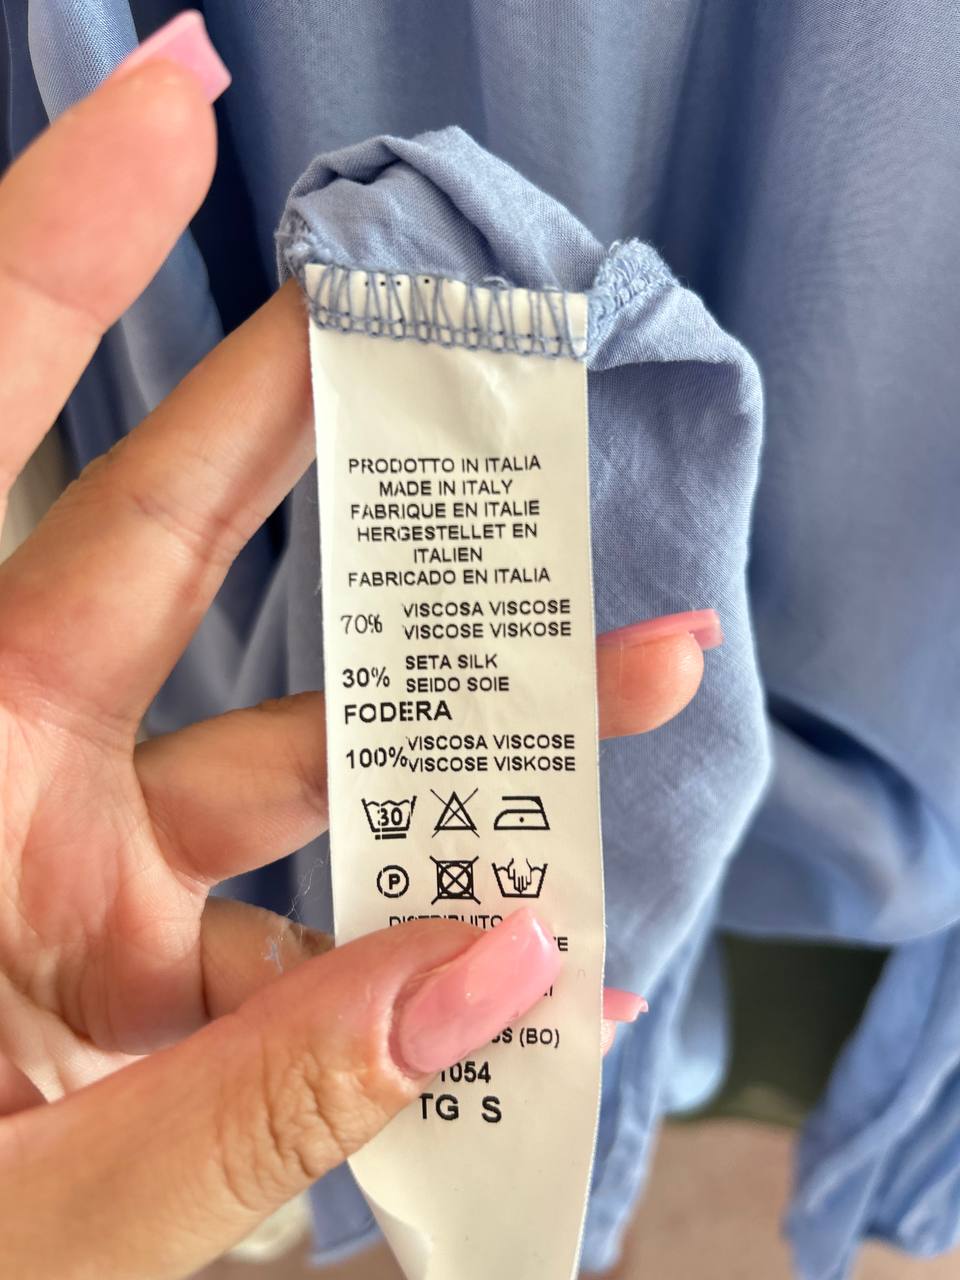 PRODOTTO IN ITALIA
MADE IN ITALY
FABRIQUE EN ITALIE
HERGESTELLET EN
ITALIEN
FABRICADO EN ITALIA
70% VISCOSA VISCOSE
VISCOSE VISKOSE
30% SETA SILK
SEIDO SOIE
FODERA
100% VISCOSA VISCOSE
VISCOSE VISKOSE
30
P
DISTRIBUITO
(BO)
1054
TG S